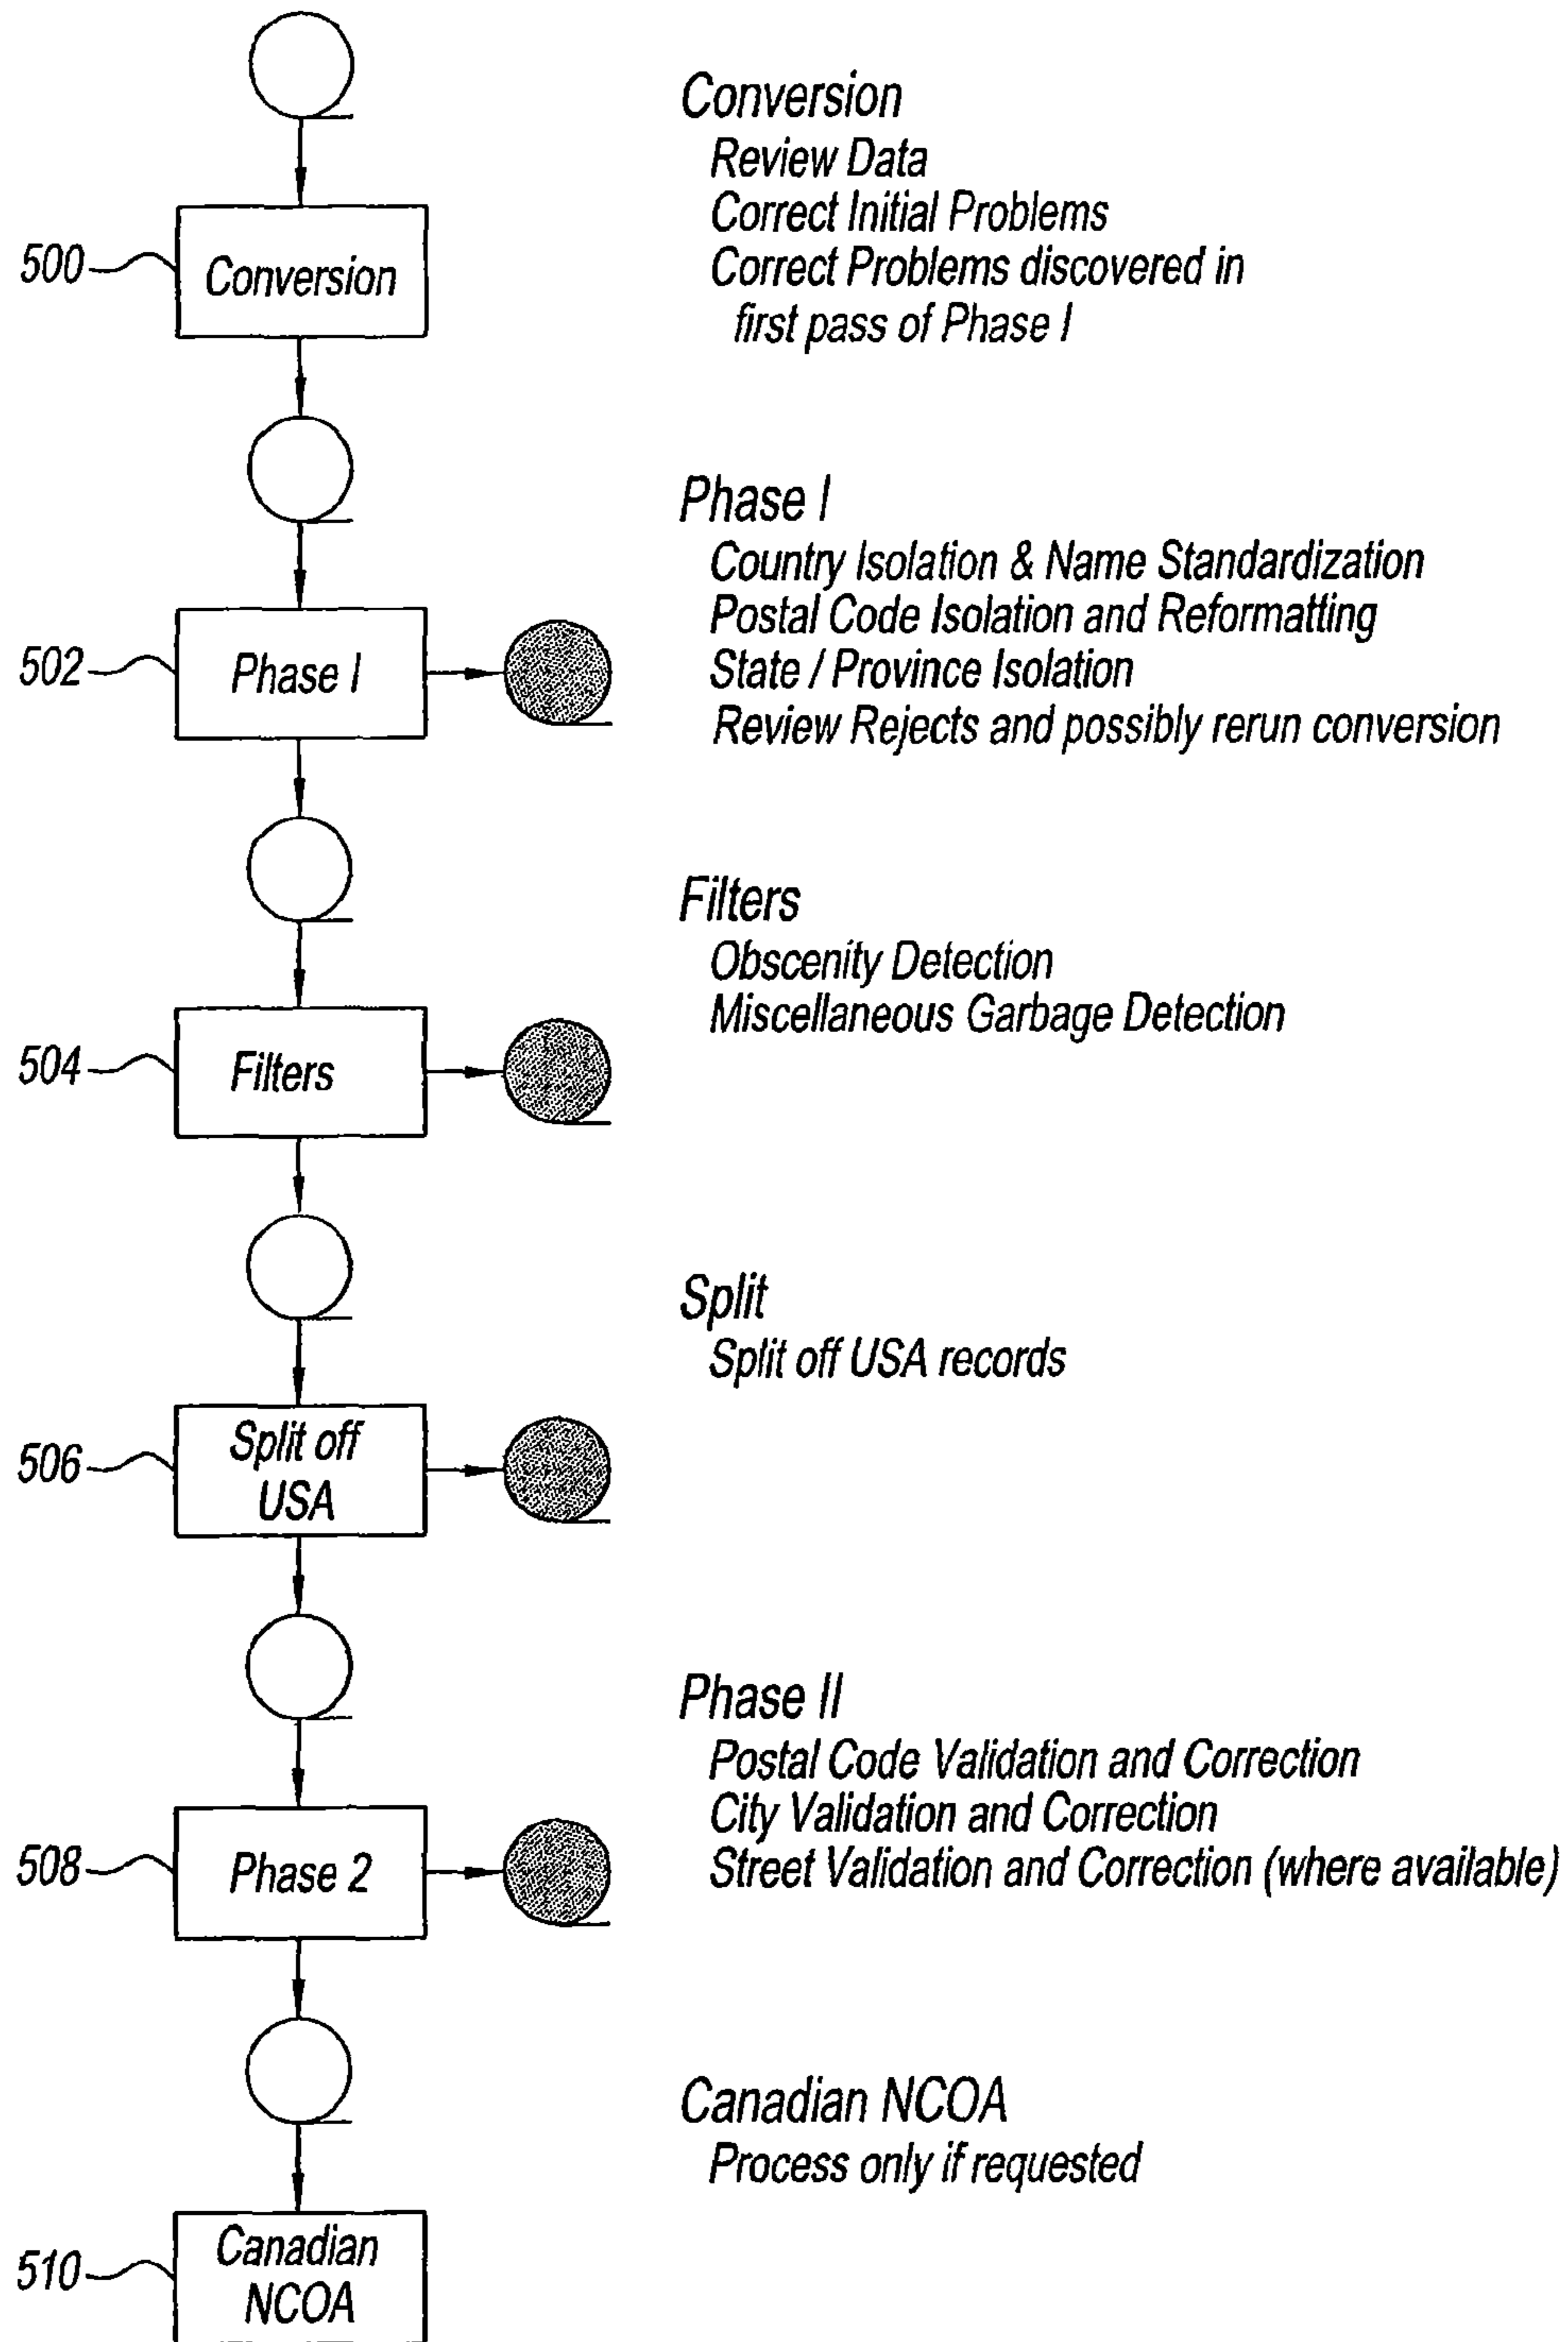 Conversion
Review Data
Correct Initial Problems
Correct Problems discovered in
first pass of Phase I
500
Conversion
Phase I
Country Isolation & Name Standardization
Postal Code Isolation and Reformatting
State / Province Isolation
Review Rejects and possibly rerun conversion
502
Phase I
Filters
Obscenity Detection
Miscellaneous Garbage Detection
504
Filters
Split
Split off USA records
506
Split off
USA
Phase II
Postal Code Validation and Correction
City Validation and Correction
Street Validation and Correction (where available)
508
Phase 2
Canadian NCOA
Process only if requested
510
Canadian
NCOA